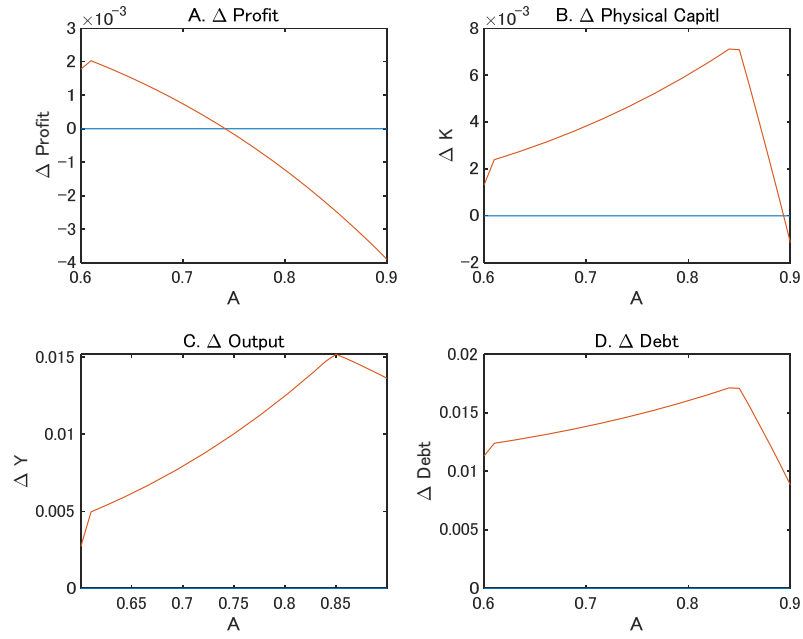 A. Δ Profit
×10⁻³
3
2
1
0
−1
−2
−3
−4
Δ Profit
0.6 0.7 0.8 0.9
A
B. Δ Physical Capitl
×10⁻³
8
6
4
2
0
−2
Δ K
0.6 0.7 0.8 0.9
A
C. Δ Output
0.015
0.01
0.005
0
Δ Y
0.65 0.7 0.75 0.8 0.85
A
D. Δ Debt
0.02
0.015
0.01
0.005
0
Δ Debt
0.6 0.7 0.8 0.9
A